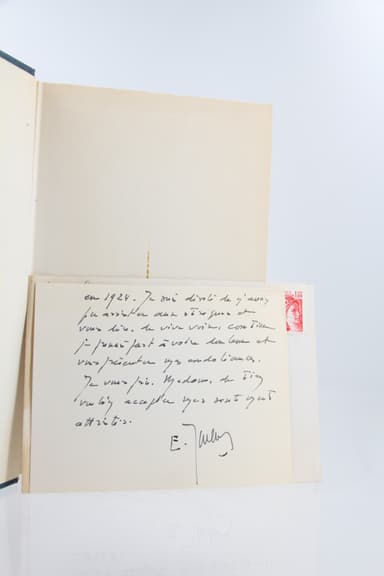 en 1924. Je suis désolé de n'avoir
pu assister aux obsèques et
vous dire, de vive voix, combien
je prends part à votre douleur et
vous présenter mes condoléances.
Je vous prie, Madame, de bien
vouloir accepter mes sentiments
attristés.
E.